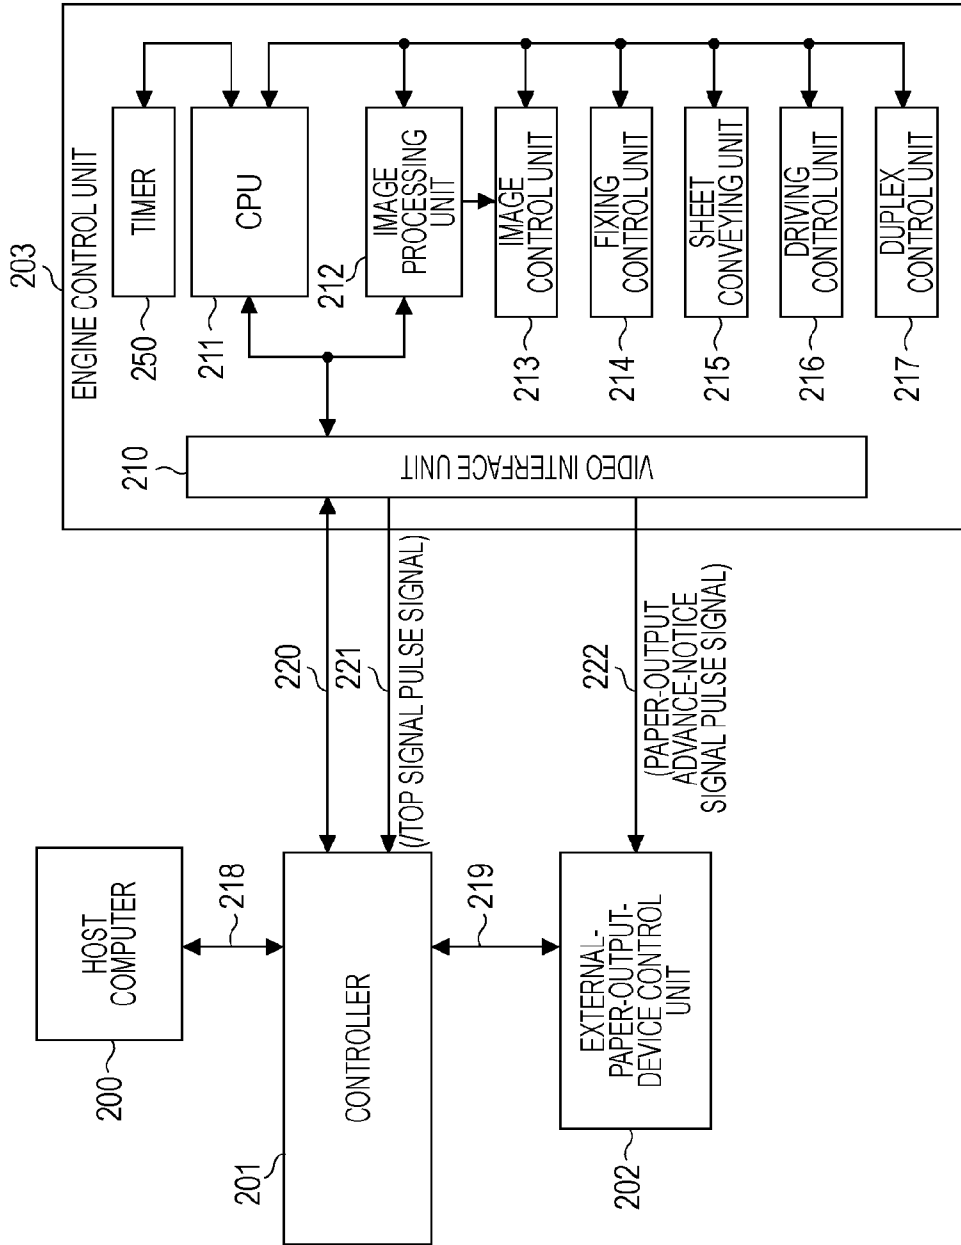 200
HOST
COMPUTER
218
201
CONTROLLER
219
202
EXTERNAL-
PAPER-OUTPUT-
DEVICE CONTROL
UNIT
220
221
(/TOP SIGNAL PULSE SIGNAL)
222
(PAPER-OUTPUT
ADVANCE-NOTICE
SIGNAL PULSE SIGNAL)
203
ENGINE CONTROL UNIT
210
VIDEO INTERFACE UNIT
250
TIMER
211
CPU
212
IMAGE
PROCESSING
UNIT
213
IMAGE
CONTROL UNIT
214
FIXING
CONTROL UNIT
215
SHEET
CONVEYING UNIT
216
DRIVING
CONTROL UNIT
217
DUPLEX
CONTROL UNIT